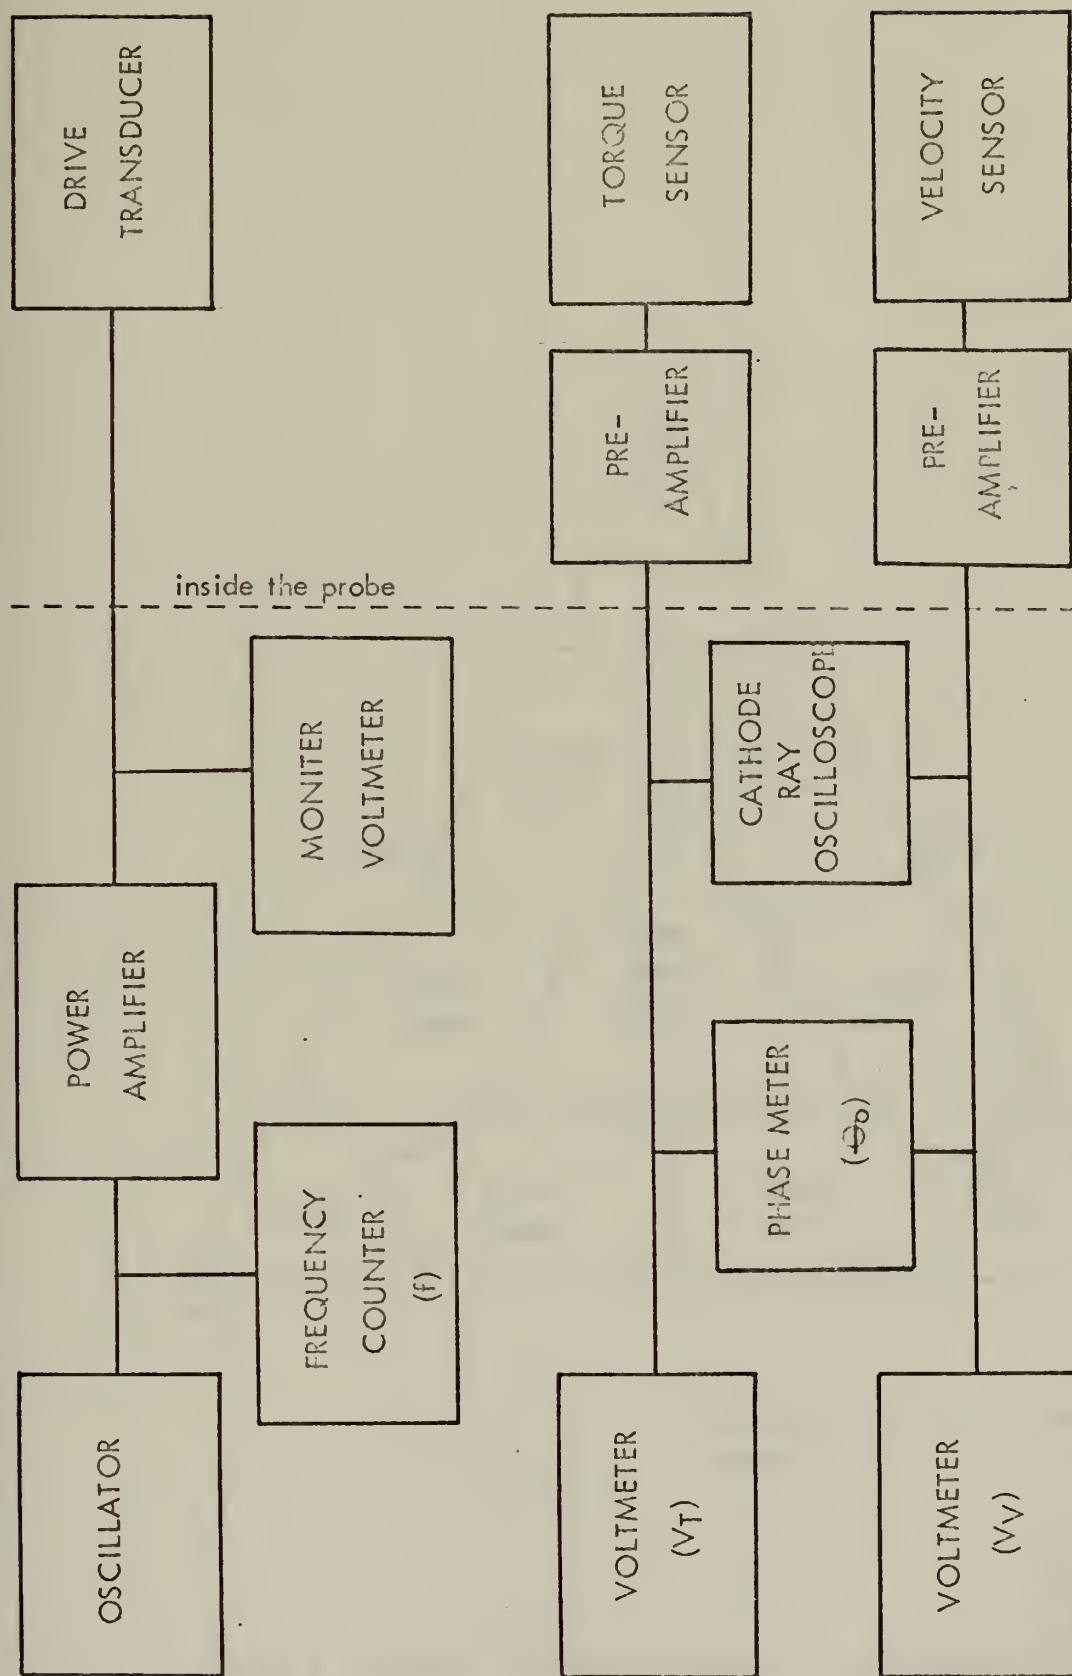 DRIVE
TRANSDUCER
TORQUE
SENSOR
VELOCITY
SENSOR
PRE-
AMPLIFIER
PRE-
AMPLIFIER
inside the probe
MONITER
VOLTMETER
CATHODE
RAY
OSCILLOSCOPE
POWER
AMPLIFIER
PHASE METER
(Θ₀)
FREQUENCY
COUNTER
(f)
OSCILLATOR
VOLTMETER
(VT)
VOLTMETER
(VV)